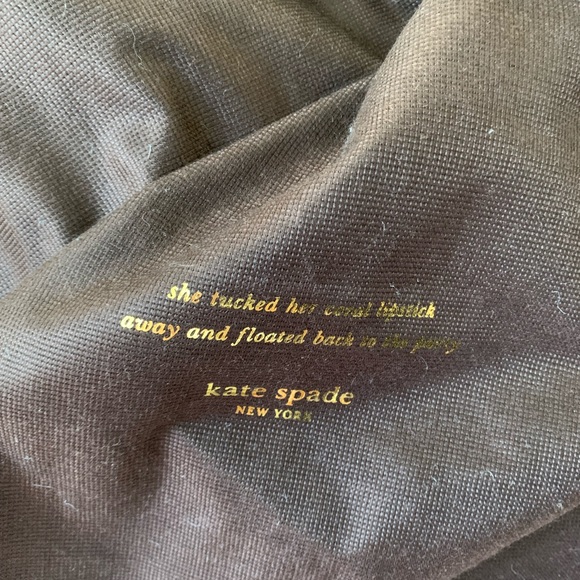 she tucked her coral lipstick
away and floated back to the party
kate spade
NEW YORK